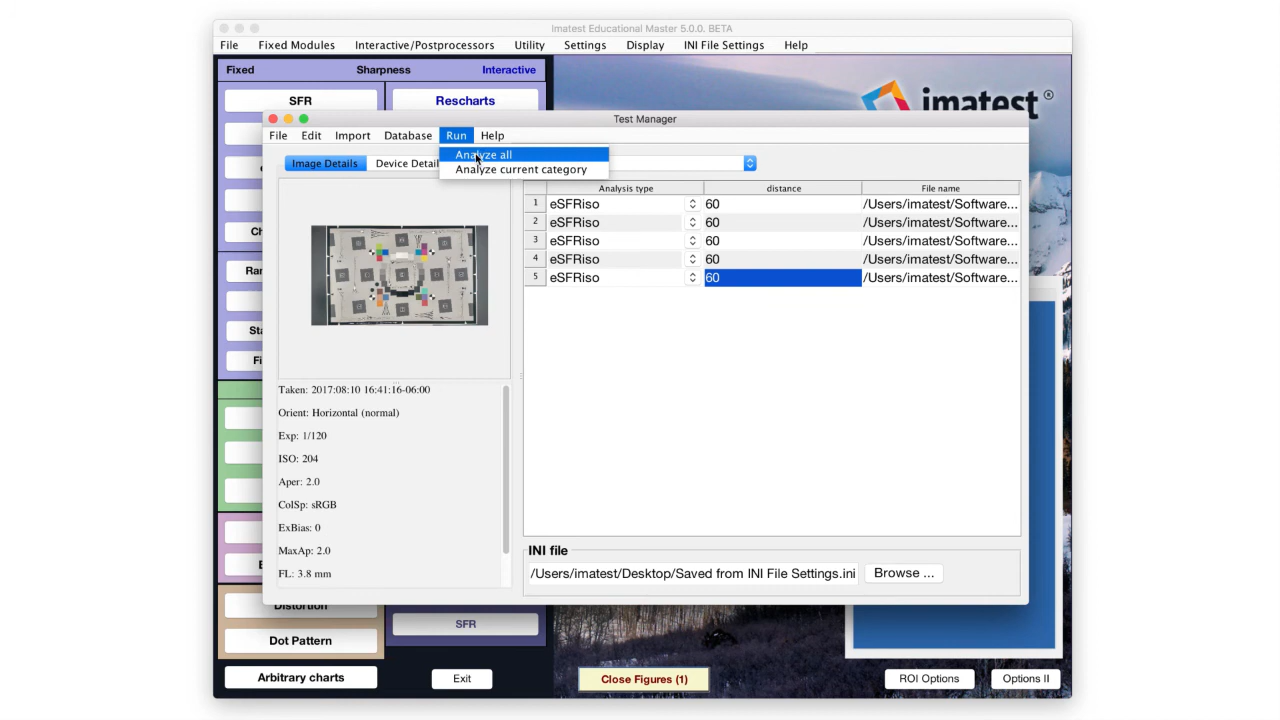 Imatest Educational Master 5.0.0. BETA
File Fixed Modules Interactive/Postprocessors Utility Settings Display INI File Settings Help
Fixed Sharpness Interactive
SFR Rescharts
imatest®
Test Manager
File Edit Import Database Run Help
Analyze all
Analyze current category
Image Details Device Detai
Analysis type distance File name
1 eSFRiso 60 /Users/imatest/Software...
2 eSFRiso 60 /Users/imatest/Software...
3 eSFRiso 60 /Users/imatest/Software...
4 eSFRiso 60 /Users/imatest/Software...
5 eSFRiso 60 /Users/imatest/Software...
Taken: 2017:08:10 16:41:16-06:00
Orient: Horizontal (normal)
Exp: 1/120
ISO: 204
Aper: 2.0
ColSp: sRGB
ExBias: 0
MaxAp: 2.0
FL: 3.8 mm
INI file
/Users/imatest/Desktop/Saved from INI File Settings.ini Browse ...
Distortion
SFR
Dot Pattern
Arbitrary charts Exit Close Figures (1) ROI Options Options II